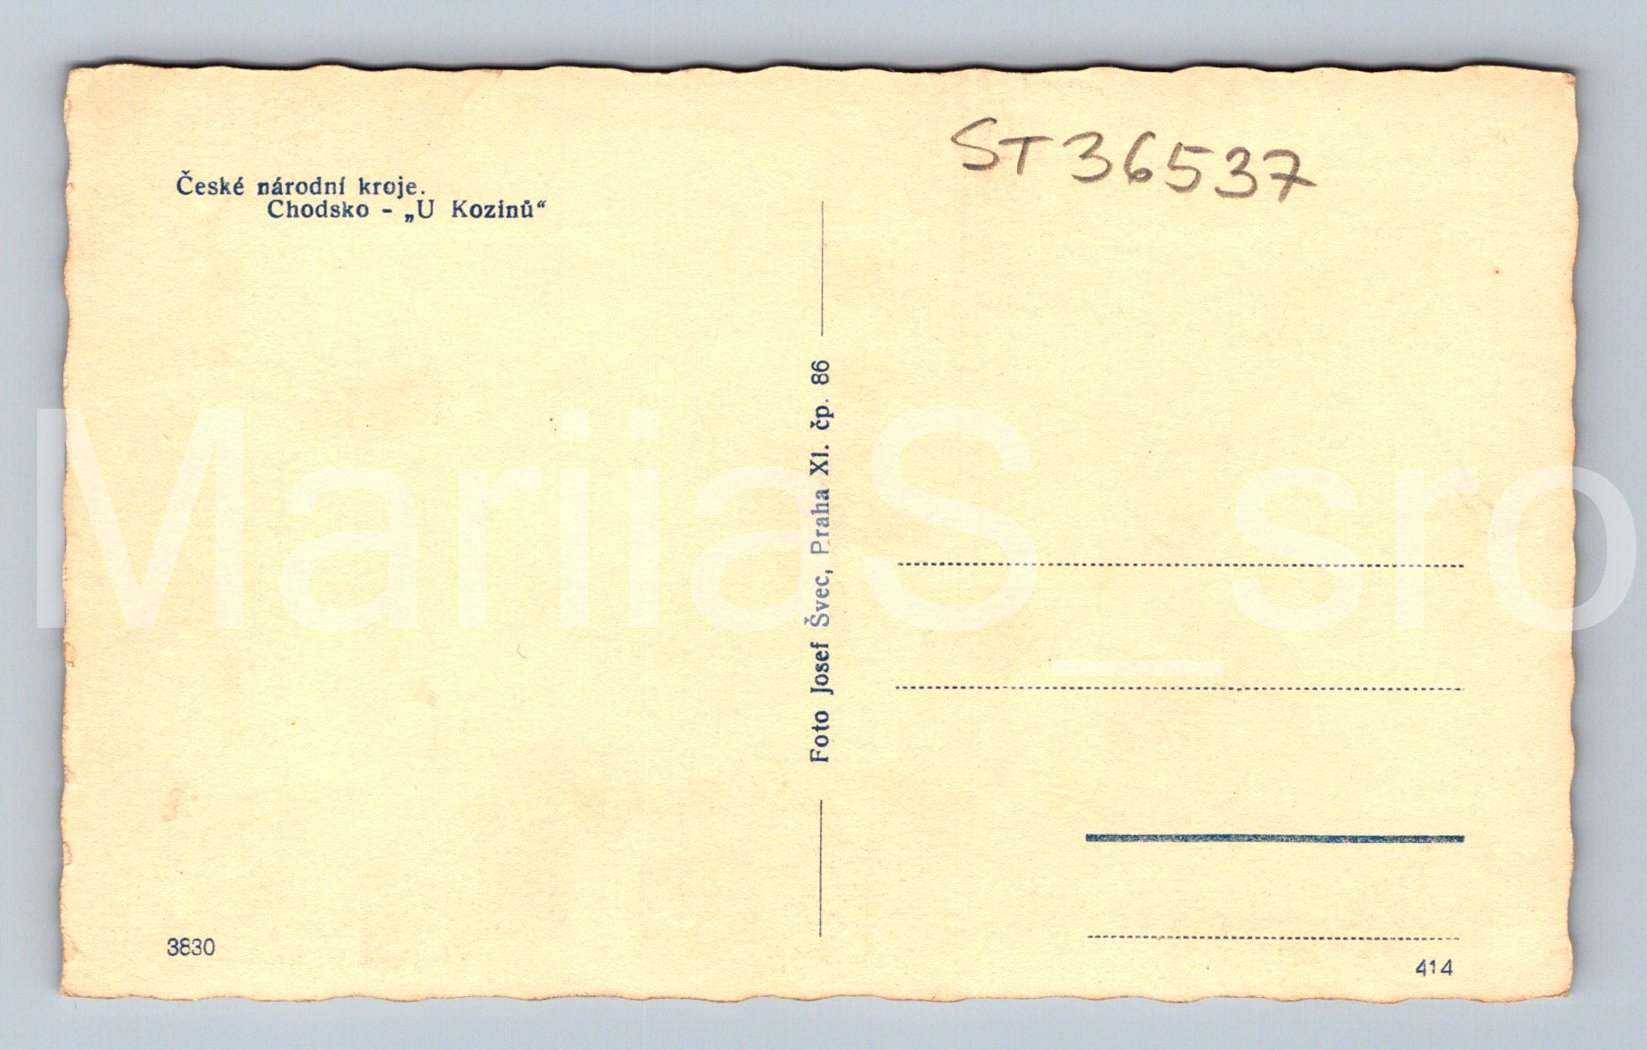 České národní kroje.
Chodsko - „U Kozinů“
ST36537
Foto Josef Švec, Praha XI. čp. 86
MariiaS_sro
3830
414